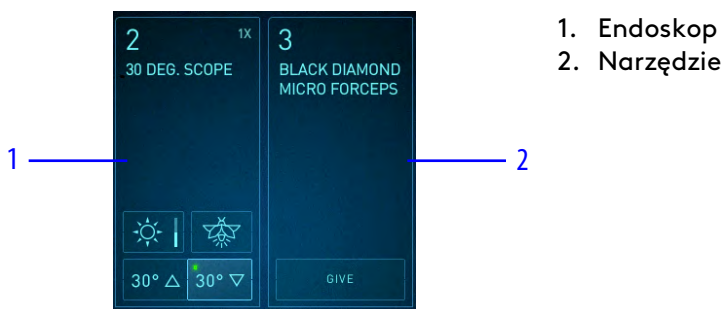 2 1X
30 DEG. SCOPE
30° △ 30° ▽
3
BLACK DIAMOND
MICRO FORCEPS
GIVE
1
2
1. Endoskop
2. Narzędzie